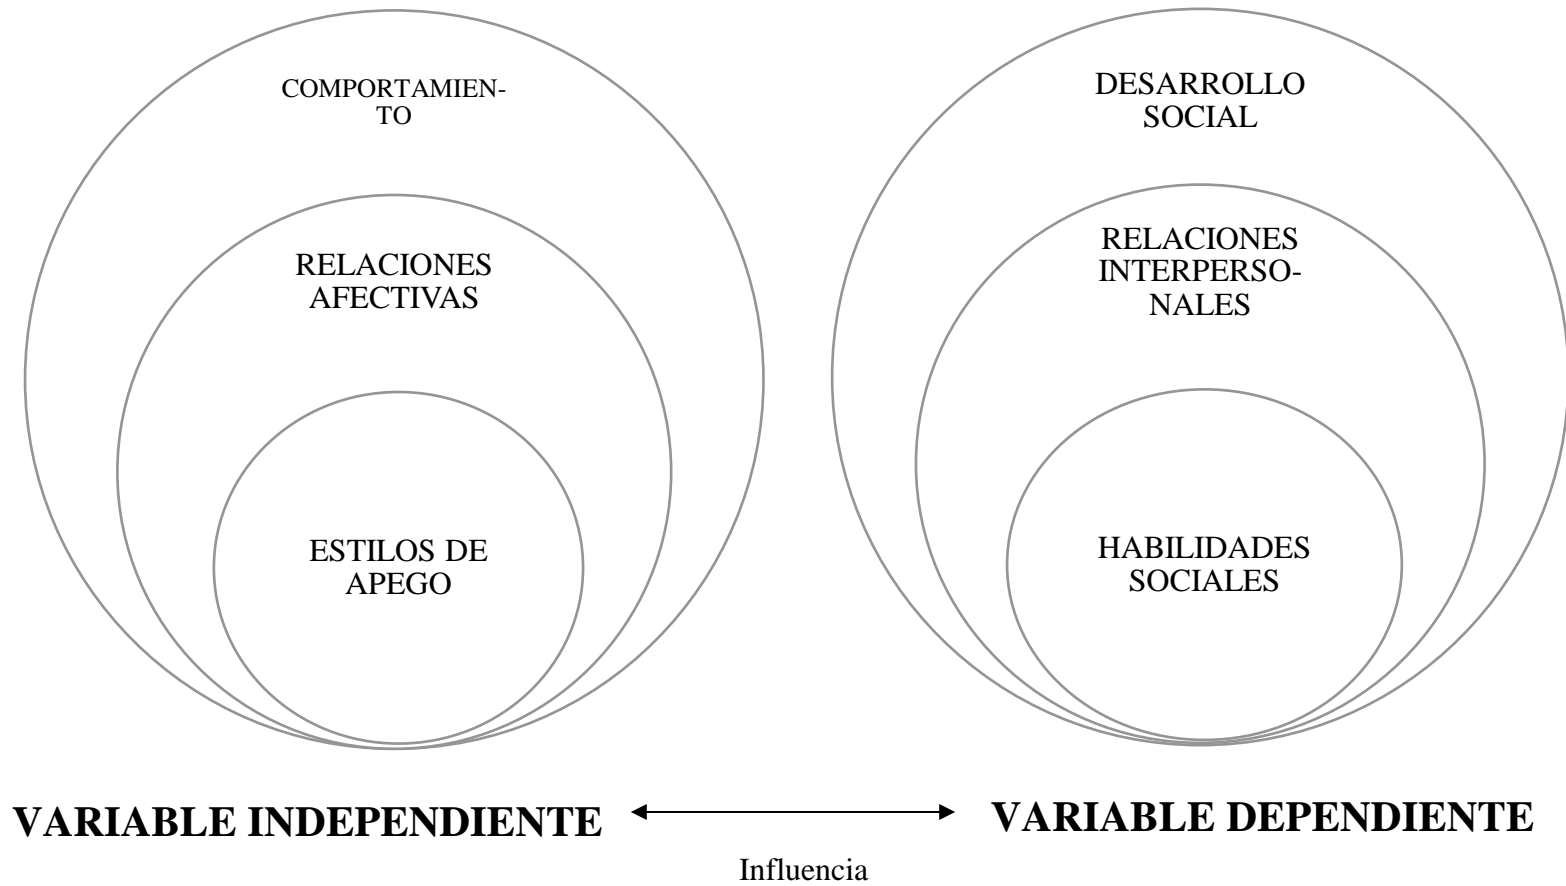 COMPORTAMIEN-
TO
RELACIONES
AFECTIVAS
ESTILOS DE
APEGO
DESARROLLO
SOCIAL
RELACIONES
INTERPERSO-
NALES
HABILIDADES
SOCIALES
VARIABLE INDEPENDIENTE
VARIABLE DEPENDIENTE
Influencia